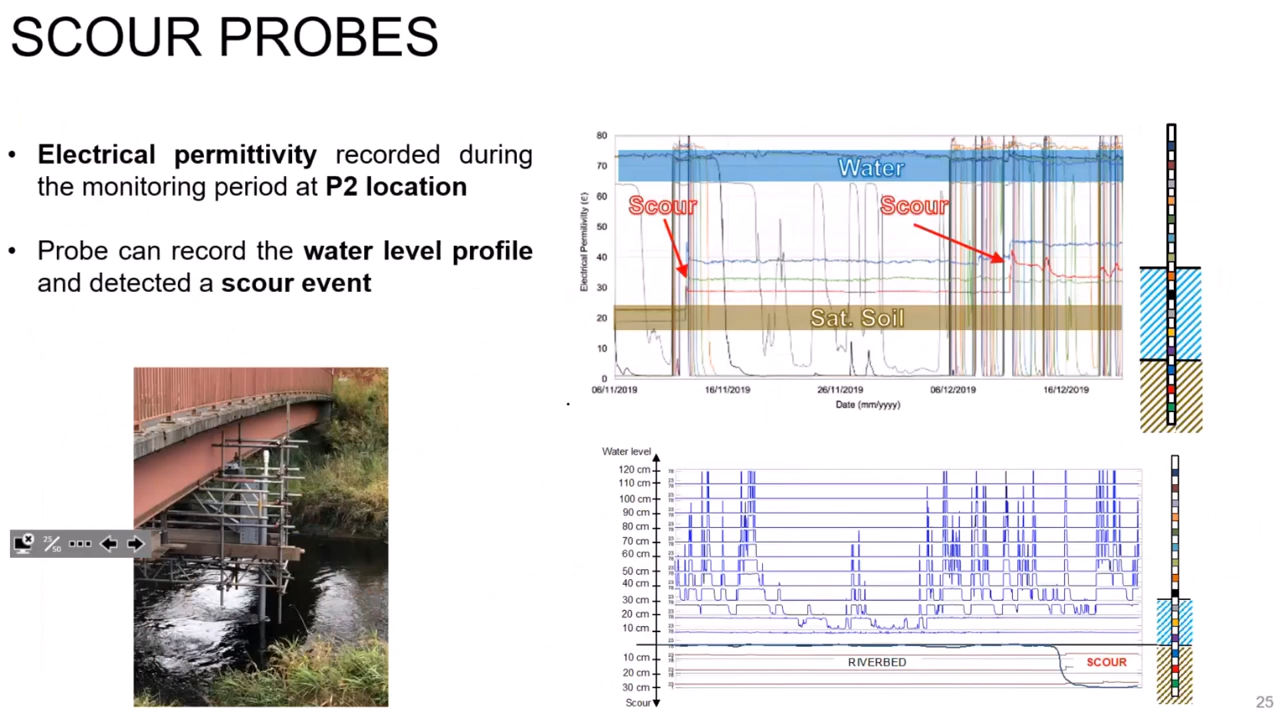 SCOUR PROBES
• Electrical permittivity recorded during
the monitoring period at P2 location
• Probe can record the water level profile
and detected a scour event
25/50
Electrical Permitivity (ε)
80
70
60
50
40
30
20
10
0
Water
Scour
Scour
Sat. Soil
06/11/2019
16/11/2019
26/11/2019
06/12/2019
16/12/2019
Date (mm/yyyy)
Water level
120 cm
110 cm
100 cm
90 cm
80 cm
70 cm
60 cm
50 cm
40 cm
30 cm
20 cm
10 cm
10 cm
20 cm
30 cm
Scour
RIVERBED
SCOUR
25